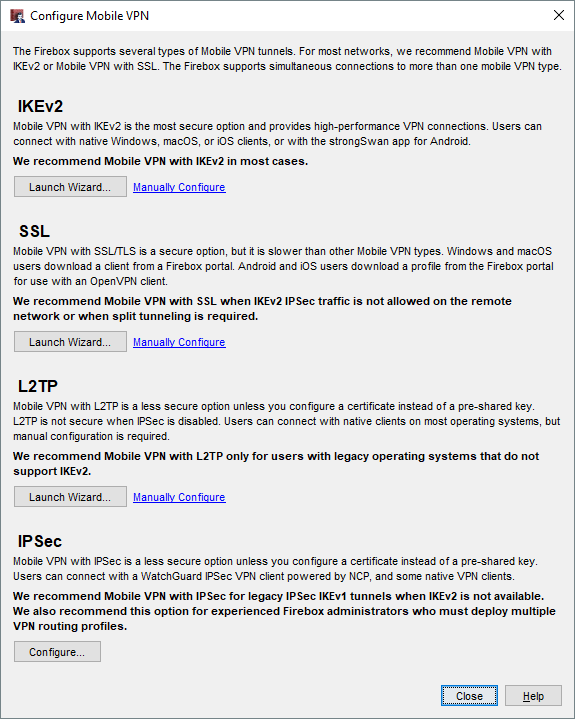 Configure Mobile VPN
The Firebox supports several types of Mobile VPN tunnels. For most networks, we recommend Mobile VPN with
IKEv2 or Mobile VPN with SSL. The Firebox supports simultaneous connections to more than one mobile VPN type.
IKEv2
Mobile VPN with IKEv2 is the most secure option and provides high-performance VPN connections. Users can
connect with native Windows, macOS, or iOS clients, or with the strongSwan app for Android.
We recommend Mobile VPN with IKEv2 in most cases.
Launch Wizard... Manually Configure
SSL
Mobile VPN with SSL/TLS is a secure option, but it is slower than other Mobile VPN types. Windows and macOS
users download a client from a Firebox portal. Android and iOS users download a profile from the Firebox portal
for use with an OpenVPN client.
We recommend Mobile VPN with SSL when IKEv2 IPSec traffic is not allowed on the remote
network or when split tunneling is required.
Launch Wizard... Manually Configure
L2TP
Mobile VPN with L2TP is a less secure option unless you configure a certificate instead of a pre-shared key.
L2TP is not secure when IPSec is disabled. Users can connect with native clients on most operating systems, but
manual configuration is required.
We recommend Mobile VPN with L2TP only for users with legacy operating systems that do not
support IKEv2.
Launch Wizard... Manually Configure
IPSec
Mobile VPN with IPSec is a less secure option unless you configure a certificate instead of a pre-shared key.
Users can connect with a WatchGuard IPSec VPN client powered by NCP, and some native VPN clients.
We recommend Mobile VPN with IPSec for legacy IPSec IKEv1 tunnels when IKEv2 is not available.
We also recommend this option for experienced Firebox administrators who must deploy multiple
VPN routing profiles.
Configure...
Close Help